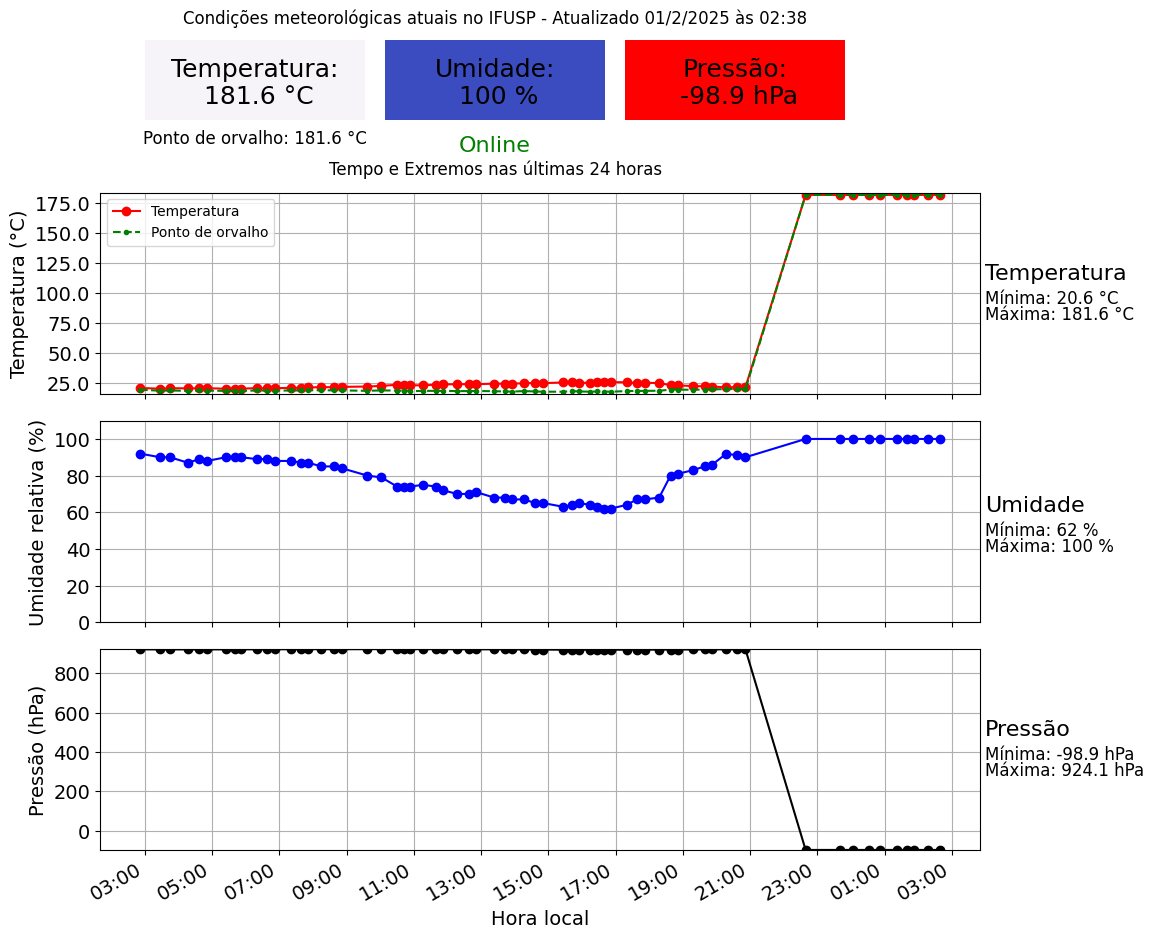 Condições meteorológicas atuais no IFUSP - Atualizado 01/2/2025 às 02:38
Temperatura:
181.6 °C
Umidade:
100 %
Pressão:
-98.9 hPa
Ponto de orvalho: 181.6 °C
Online
Tempo e Extremos nas últimas 24 horas
Temperatura (°C)
175.0
150.0
125.0
100.0
75.0
50.0
25.0
Temperatura
Ponto de orvalho
Temperatura
Mínima: 20.6 °C
Máxima: 181.6 °C
Umidade relativa (%)
100
80
60
40
20
0
Umidade
Mínima: 62 %
Máxima: 100 %
Pressão (hPa)
800
600
400
200
0
Pressão
Mínima: -98.9 hPa
Máxima: 924.1 hPa
03:00 05:00 07:00 09:00 11:00 13:00 15:00 17:00 19:00 21:00 23:00 01:00 03:00
Hora local